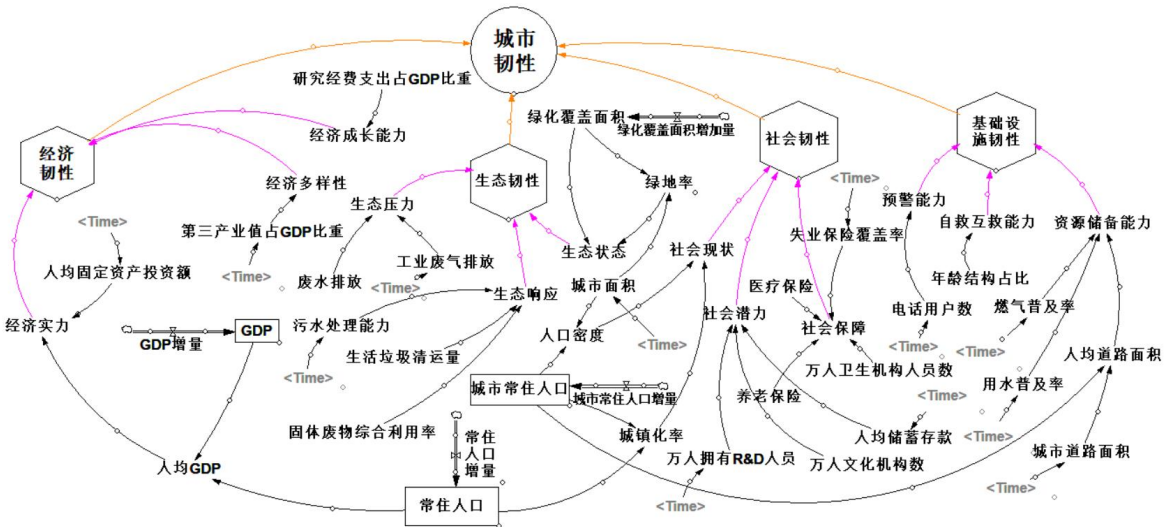 城市
韧性
研究经费支出占GDP比重
绿化覆盖面积
绿化覆盖面积增加量
经济成长能力
经济
韧性
社会韧性
基础设
施韧性
生态韧性
绿地率
经济多样性
<Time>
预警能力
生态压力
<Time>
自救互救能力
资源储备能力
第三产业值占GDP比重
失业保险覆盖率
生态状态
社会现状
人均固定资产投资额
<Time>
废水排放
工业废气排放
<Time>
生态响应
城市面积
医疗保险
年龄结构占比
燃气普及率
电话用户数
经济实力
GDP增量
GDP
污水处理能力
人口密度
社会潜力
社会保障
<Time>
<Time>
<Time>
生活垃圾清运量
人均道路面积
<Time>
万人卫生机构人员数
用水普及率
城市常住人口
城市常住人口增量
养老保险
<Time>
固体废物综合利用率
常住
人口
增量
城镇化率
人均储蓄存款
<Time>
城市道路面积
人均GDP
万人拥有R&D人员
万人文化机构数
常住人口
<Time>
<Time>